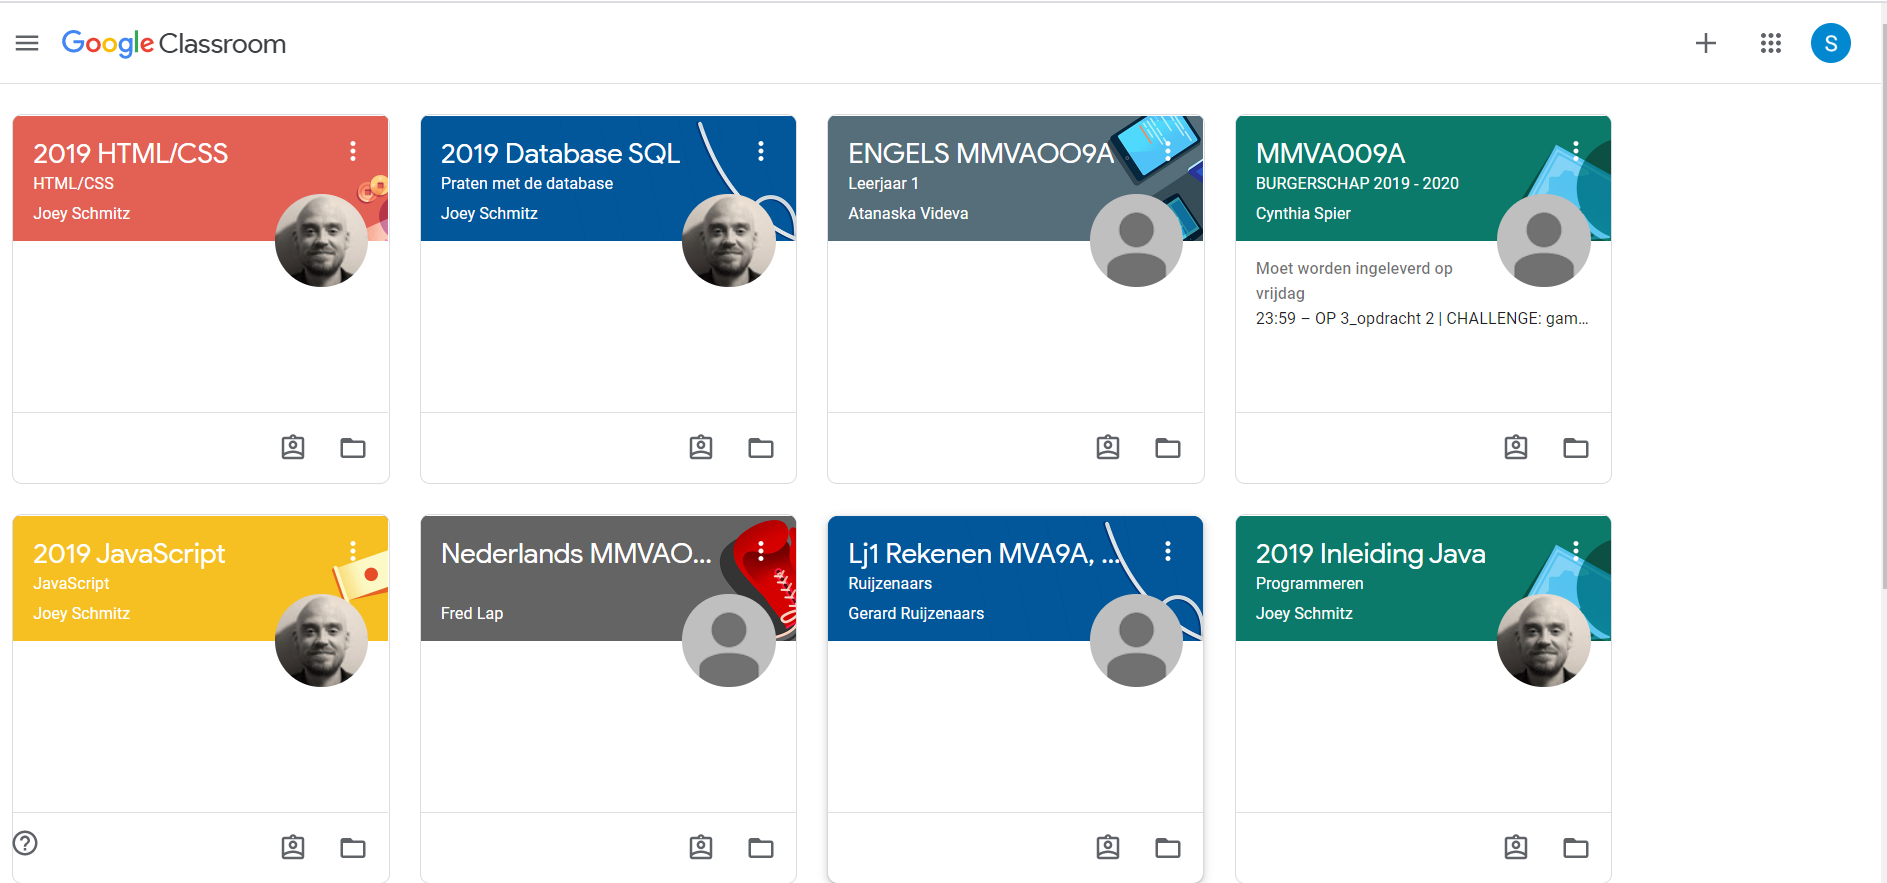 Google Classroom
S
2019 HTML/CSS
HTML/CSS
Joey Schmitz
2019 Database SQL
Praten met de database
Joey Schmitz
ENGELS MMVAOO9A
Leerjaar 1
Atanaska Videva
MMVA009A
BURGERSCHAP 2019 - 2020
Cynthia Spier
Moet worden ingeleverd op
vrijdag
23:59 – OP 3_opdracht 2 | CHALLENGE: gam...
2019 JavaScript
JavaScript
Joey Schmitz
Nederlands MMVAO...
Fred Lap
Lj1 Rekenen MVA9A, ...
Ruijzenaars
Gerard Ruijzenaars
2019 Inleiding Java
Programmeren
Joey Schmitz